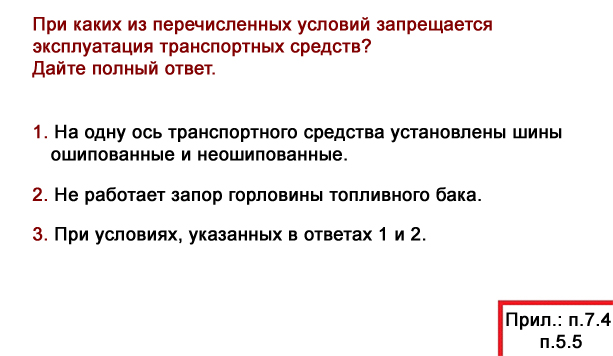 При каких из перечисленных условий запрещается
эксплуатация транспортных средств?
Дайте полный ответ.
1. На одну ось транспортного средства установлены шины
ошипованные и неошипованные.
2. Не работает запор горловины топливного бака.
3. При условиях, указанных в ответах 1 и 2.
Прил.: п.7.4
п.5.5